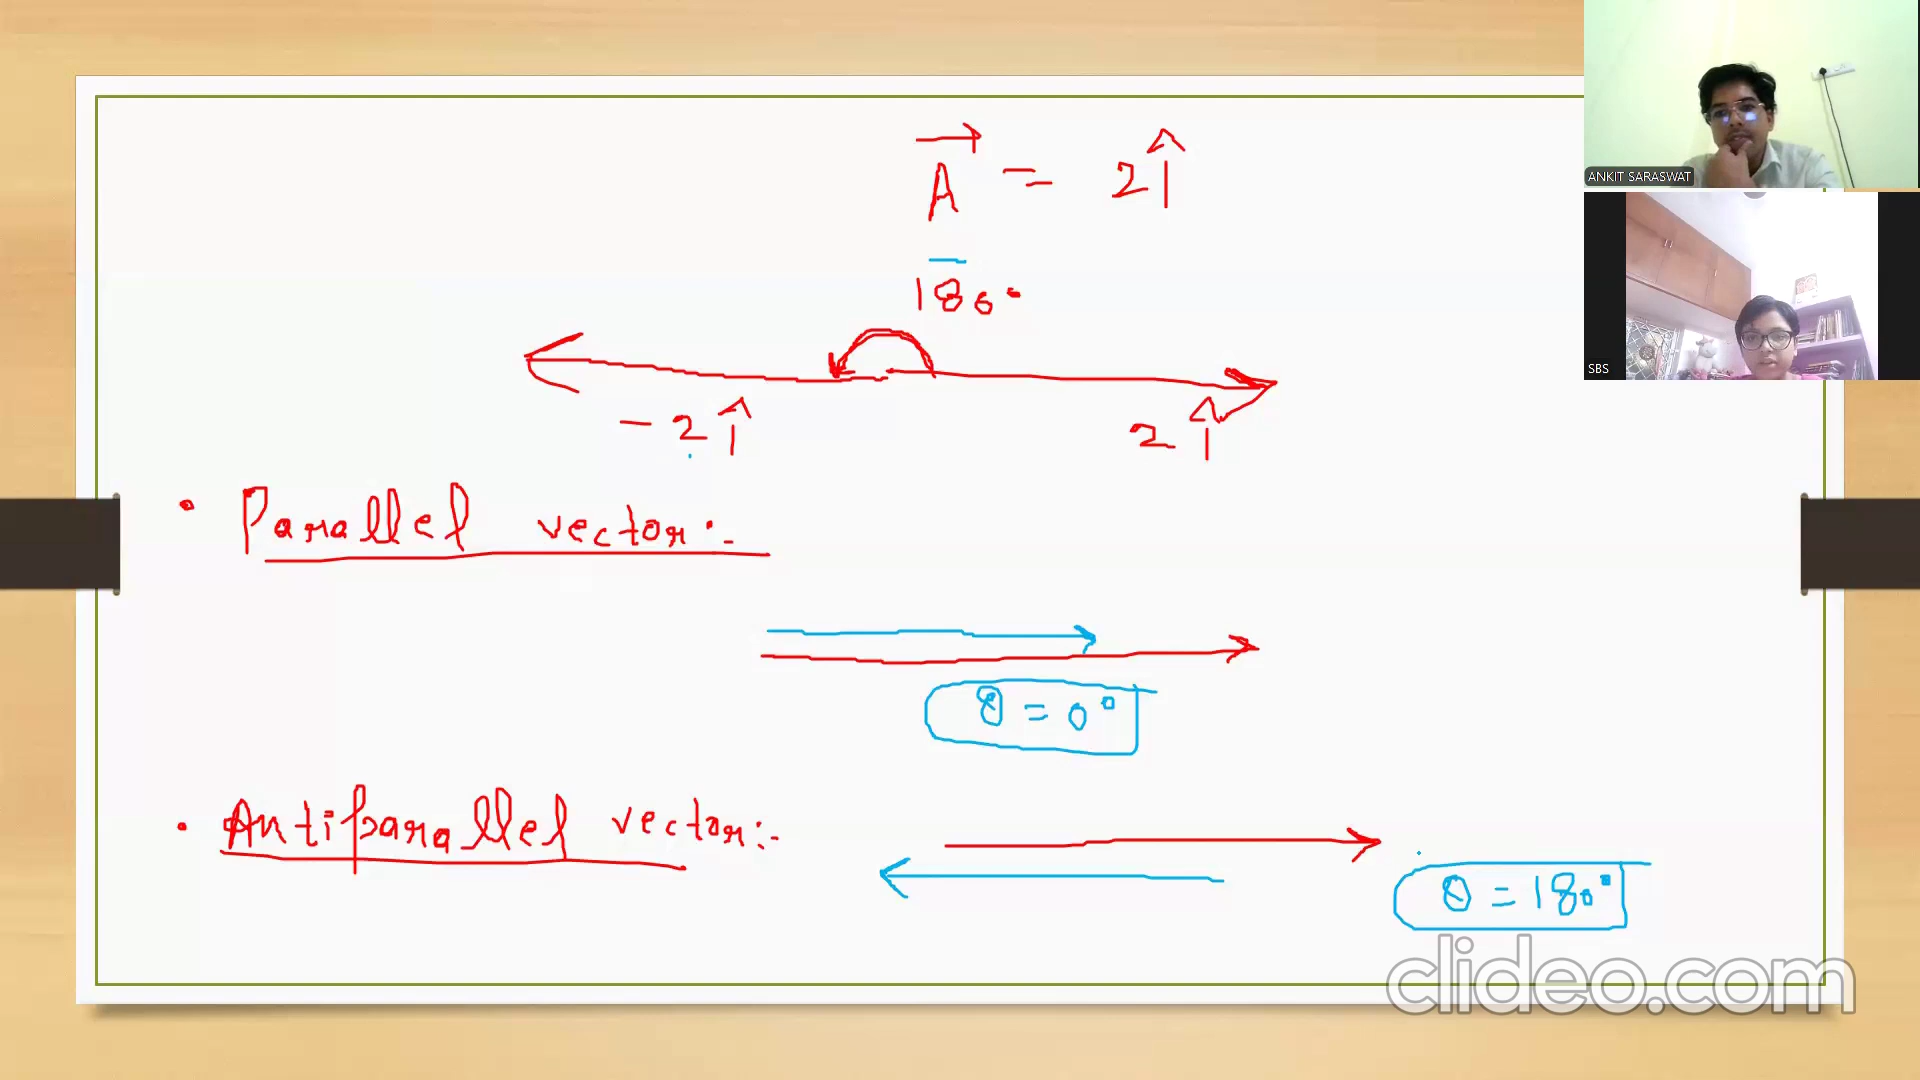 A = 2î
180°
-2î
2î
• Parallel vector:-
θ = 0°
• Antiparallel vector:-
θ = 180°
ANKIT SARASWAT
SBS
clideo.com